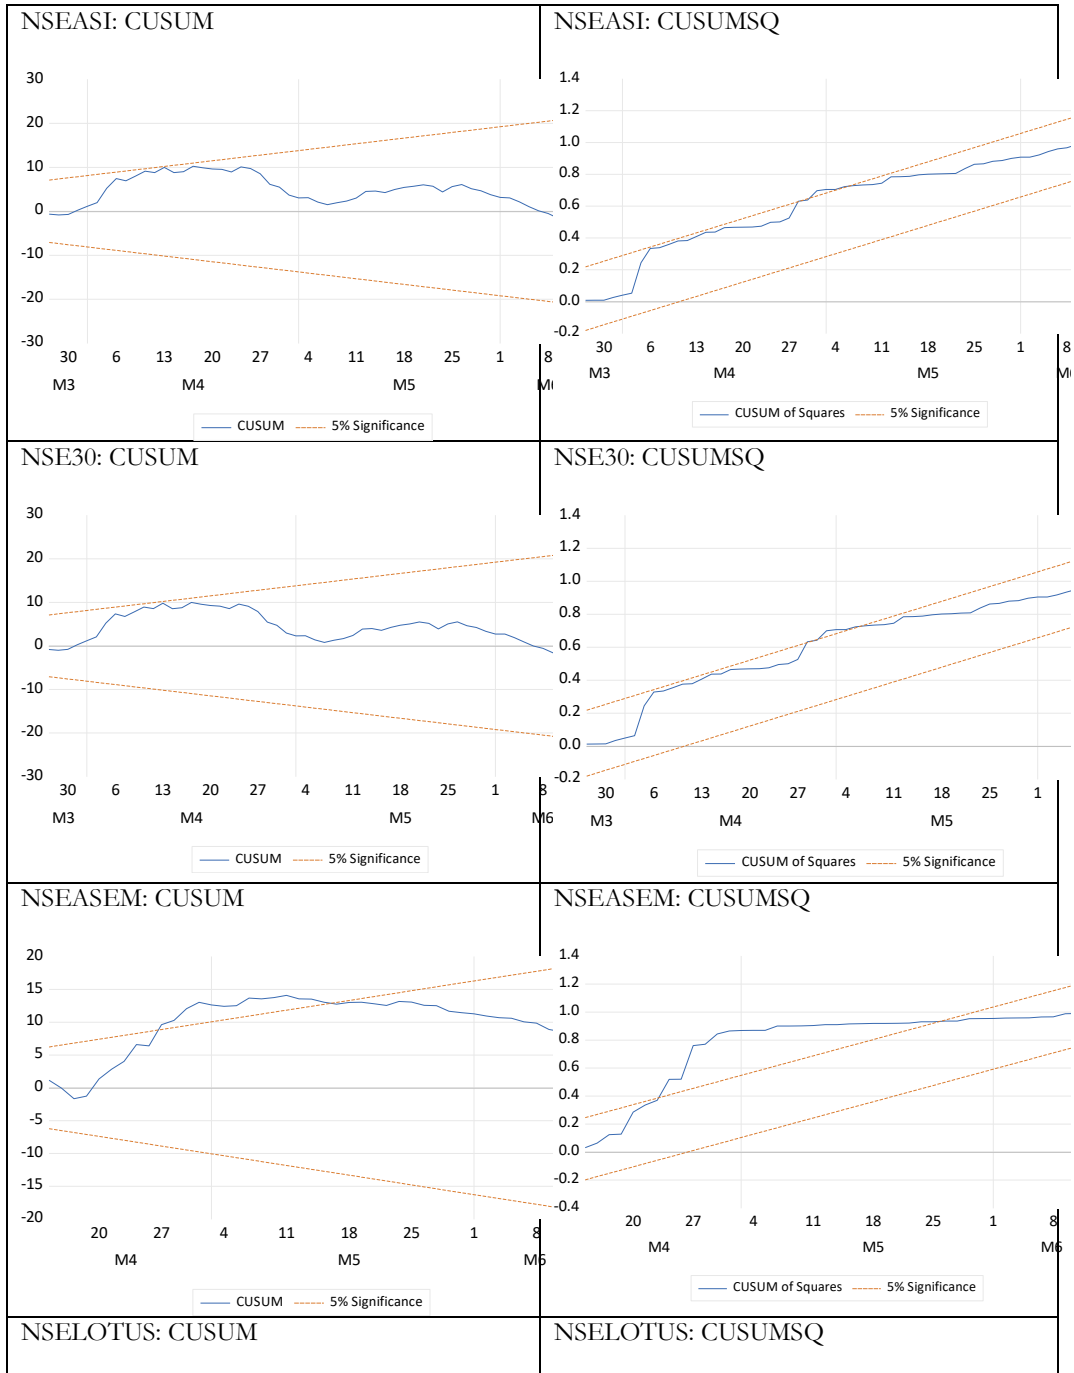 NSEASI: CUSUM
30
20
10
0
-10
-20
-30
30 6 13 20 27 4 11 18 25 1 8
M3 M4 M5 M6
CUSUM 5% Significance
NSEASI: CUSUMSQ
1.4
1.2
1.0
0.8
0.6
0.4
0.2
0.0
-0.2
30 6 13 20 27 4 11 18 25 1 8
M3 M4 M5 M6
CUSUM of Squares 5% Significance
NSE30: CUSUM
30
20
10
0
-10
-20
-30
30 6 13 20 27 4 11 18 25 1 8
M3 M4 M5 M6
CUSUM 5% Significance
NSE30: CUSUMSQ
1.4
1.2
1.0
0.8
0.6
0.4
0.2
0.0
-0.2
30 6 13 20 27 4 11 18 25 1
M3 M4 M5
CUSUM of Squares 5% Significance
NSEASEM: CUSUM
20
15
10
5
0
-5
-10
-15
-20
20 27 4 11 18 25 1 8
M4 M5 M6
CUSUM 5% Significance
NSEASEM: CUSUMSQ
1.4
1.2
1.0
0.8
0.6
0.4
0.2
0.0
-0.2
-0.4
20 27 4 11 18 25 1 8
M4 M5 M6
CUSUM of Squares 5% Significance
NSELOTUS: CUSUM
NSELOTUS: CUSUMSQ